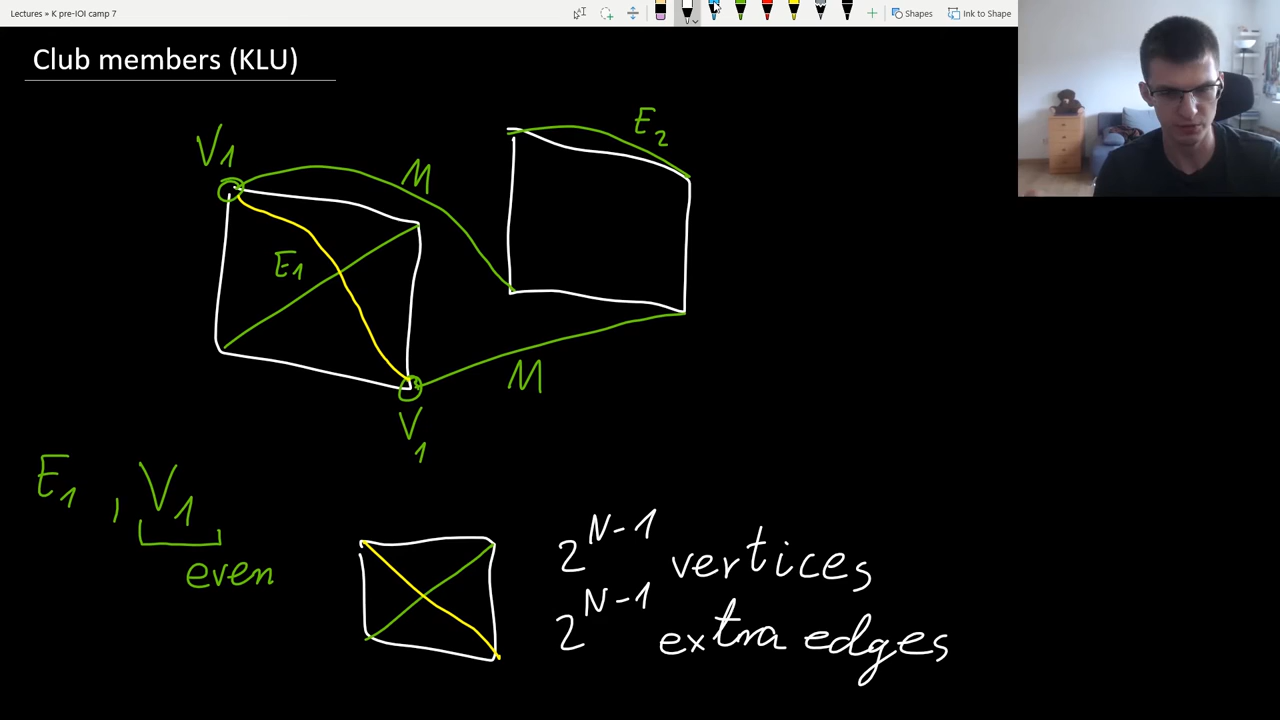 Lectures » K pre-IOI camp 7
Shapes
Ink to Shape
Club members (KLU)
V1
M
E2
E1
M
V1
E1 , V1
even
2^N-1 vertices
2^N-1 extra edges